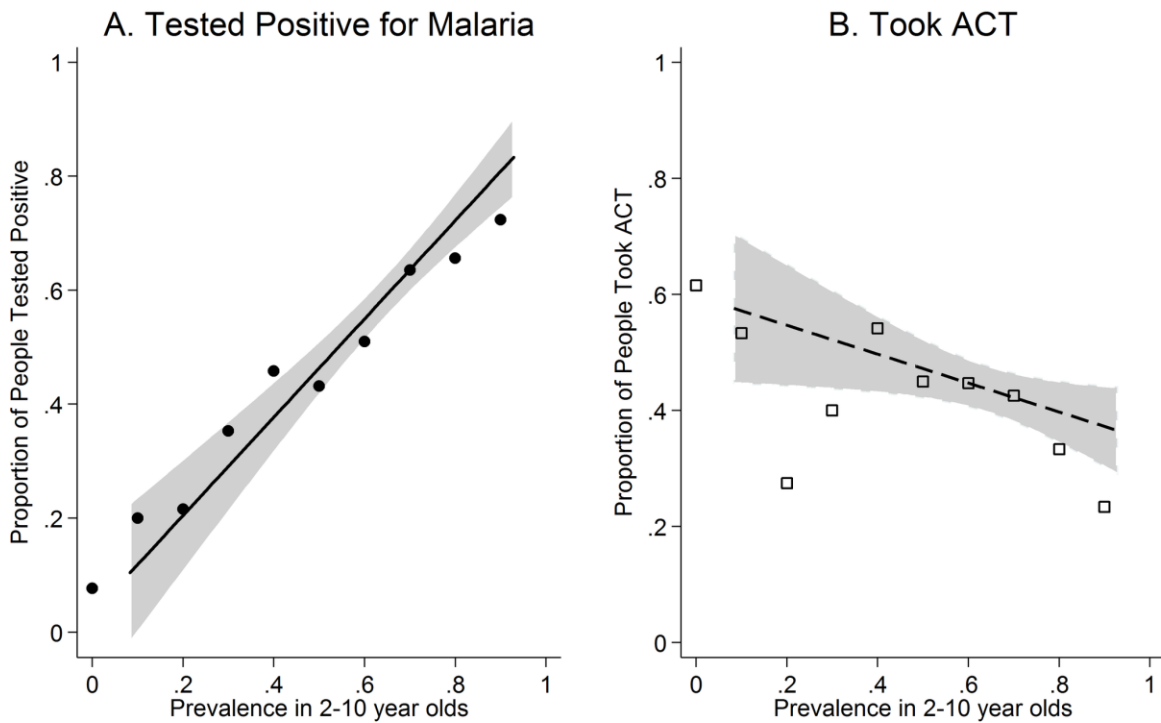 A. Tested Positive for Malaria
Proportion of People Tested Positive
1
.8
.6
.4
.2
0
0 .2 .4 .6 .8 1
Prevalence in 2-10 year olds
B. Took ACT
Proportion of People Took ACT
1
.8
.6
.4
.2
0
0 .2 .4 .6 .8 1
Prevalence in 2-10 year olds